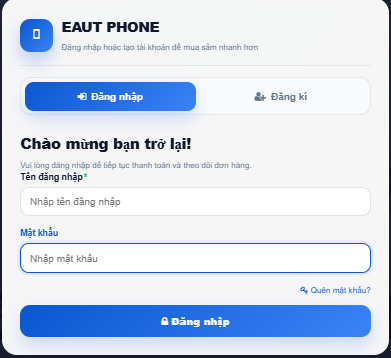 EAUT PHONE
Đăng nhập hoặc tạo tài khoản để mua sắm nhanh hơn
Đăng nhập
Đăng kí
Chào mừng bạn trở lại!
Vui lòng đăng nhập để tiếp tục thanh toán và theo dõi đơn hàng.
Tên đăng nhập*
Nhập tên đăng nhập
Mật khẩu
Nhập mật khẩu
Quên mật khẩu?
Đăng nhập